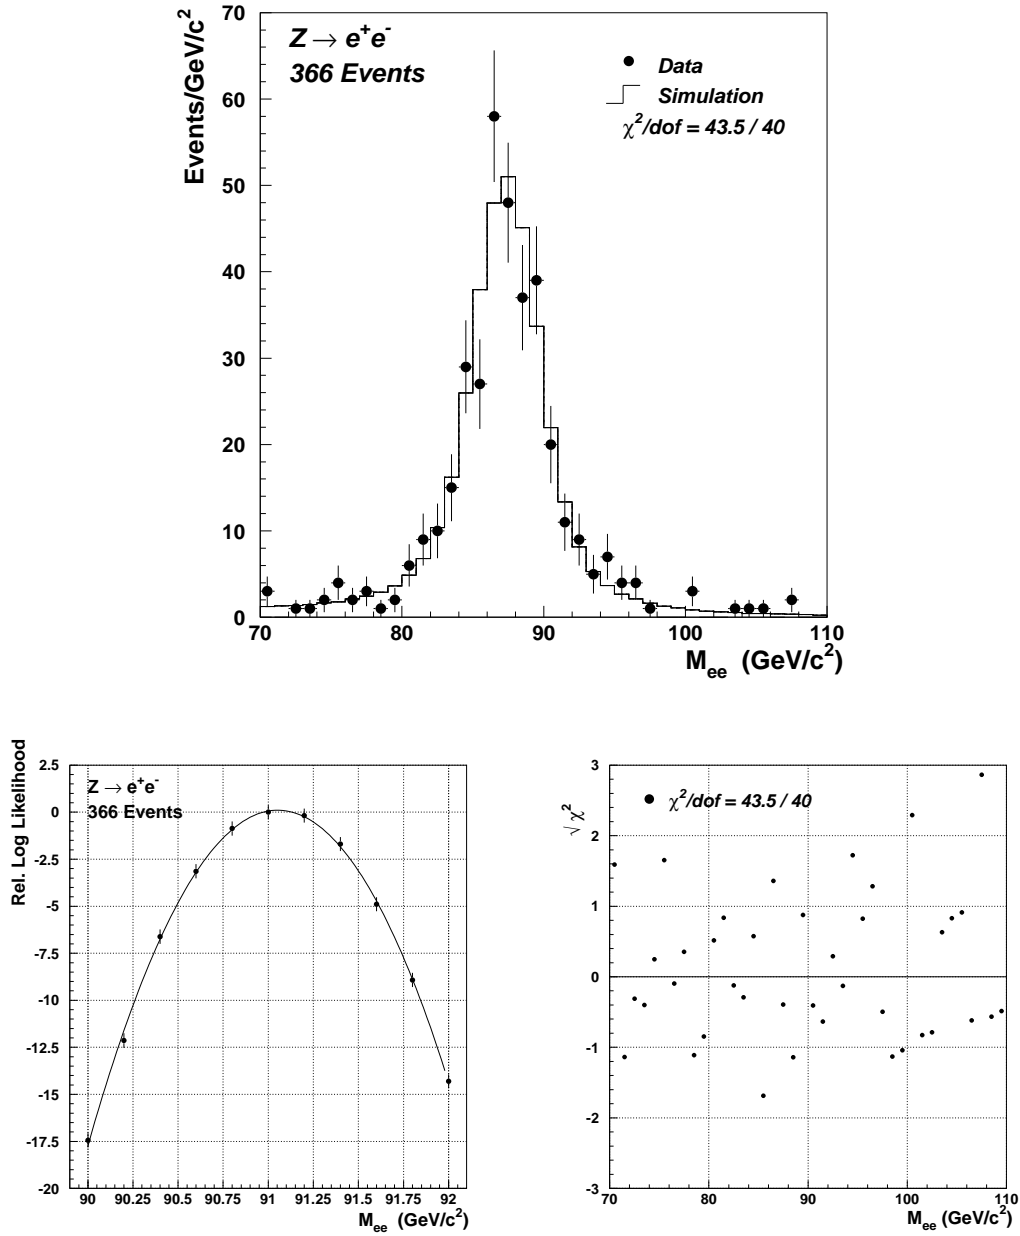 Z → e⁺e⁻
366 Events
Data
Simulation
χ²/dof = 43.5 / 40
Events/GeV/c²
70
60
50
40
30
20
10
0
70 80 90 100 110
M_ee (GeV/c²)
Rel. Log Likelihood
Z → e⁺e⁻
366 Events
2.5
0
-2.5
-5
-7.5
-10
-12.5
-15
-17.5
-20
90 90.25 90.5 90.75 91 91.25 91.5 91.75 92
M_ee (GeV/c²)
√χ²
χ²/dof = 43.5 / 40
3
2
1
0
-1
-2
-3
70 80 90 100 110
M_ee (GeV/c²)